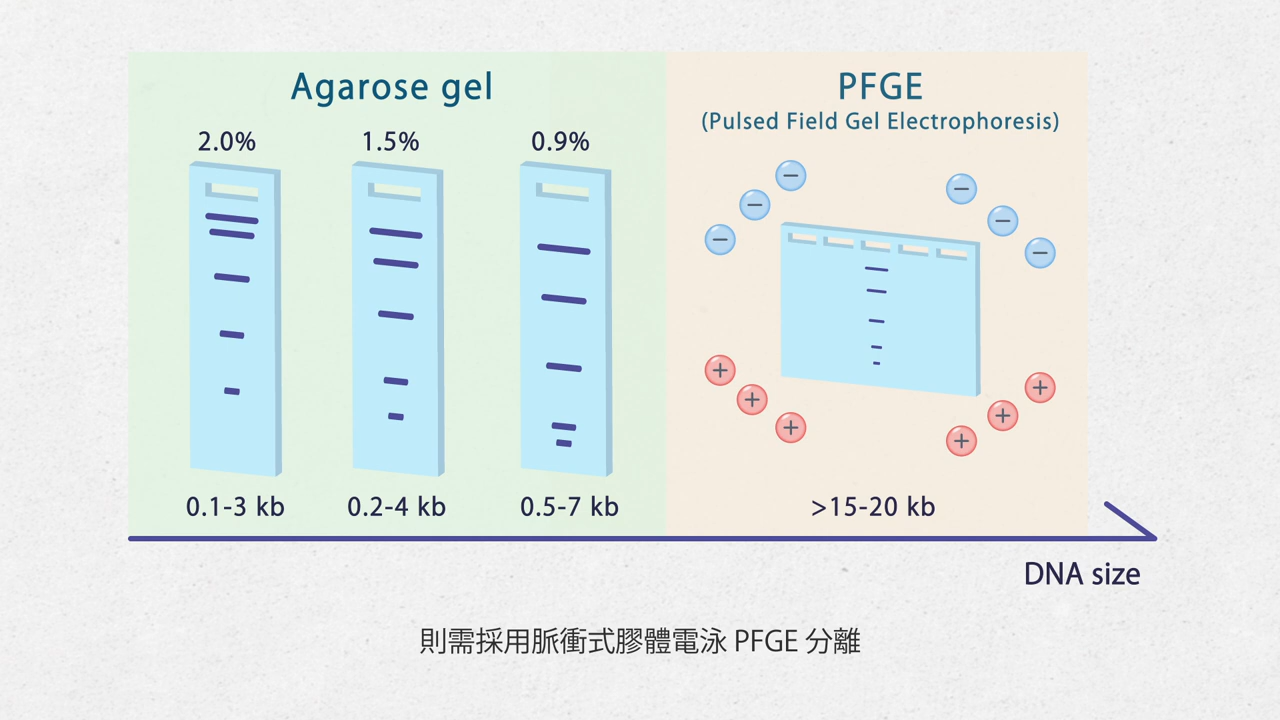 Agarose gel
2.0%
1.5%
0.9%
0.1-3 kb
0.2-4 kb
0.5-7 kb
PFGE
(Pulsed Field Gel Electrophoresis)
>15-20 kb
DNA size
則需採用脈衝式膠體電泳 PFGE 分離